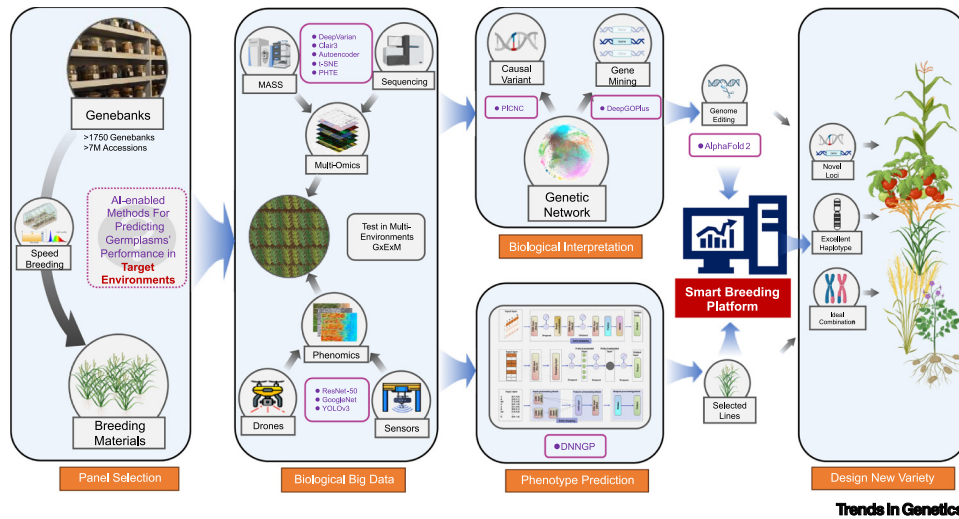 Genebanks
>1750 Genebanks
>7M Accessions
AI-enabled
Methods For
Predicting
Germplasms'
Performance in
Target
Environments
Speed
Breeding
Breeding
Materials
Panel Selection
MASS
DeepVarian
Clair3
Autoencoder
t-SNE
PHTE
Sequencing
Multi-Omics
Test in Multi-
Environments
GxExM
Phenomics
Drones
ResNet-50
GoogleNet
YOLOv3
Sensors
Biological Big Data
Causal
Variant
Gene
Mining
PlCNC
DeepGOPlus
Genetic
Network
Biological Interpretation
DNNGP
Phenotype Prediction
Genome
Editing
AlphaFold 2
Smart Breeding
Platform
Selected
Lines
Novel
Loci
Excellent
Haplotype
Ideal
Combination
Design New Variety
Trends in Genetics